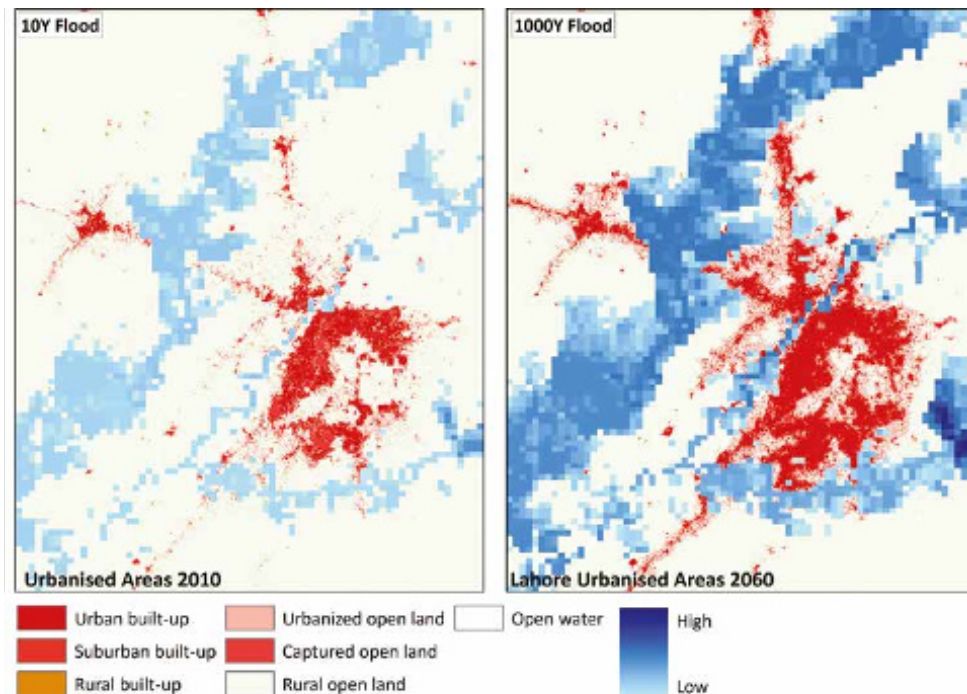 10Y Flood
1000Y Flood
Urbanised Areas 2010
Lahore Urbanised Areas 2060
Urban built-up
Urbanized open land
Open water
High
Suburban built-up
Captured open land
Rural built-up
Rural open land
Low